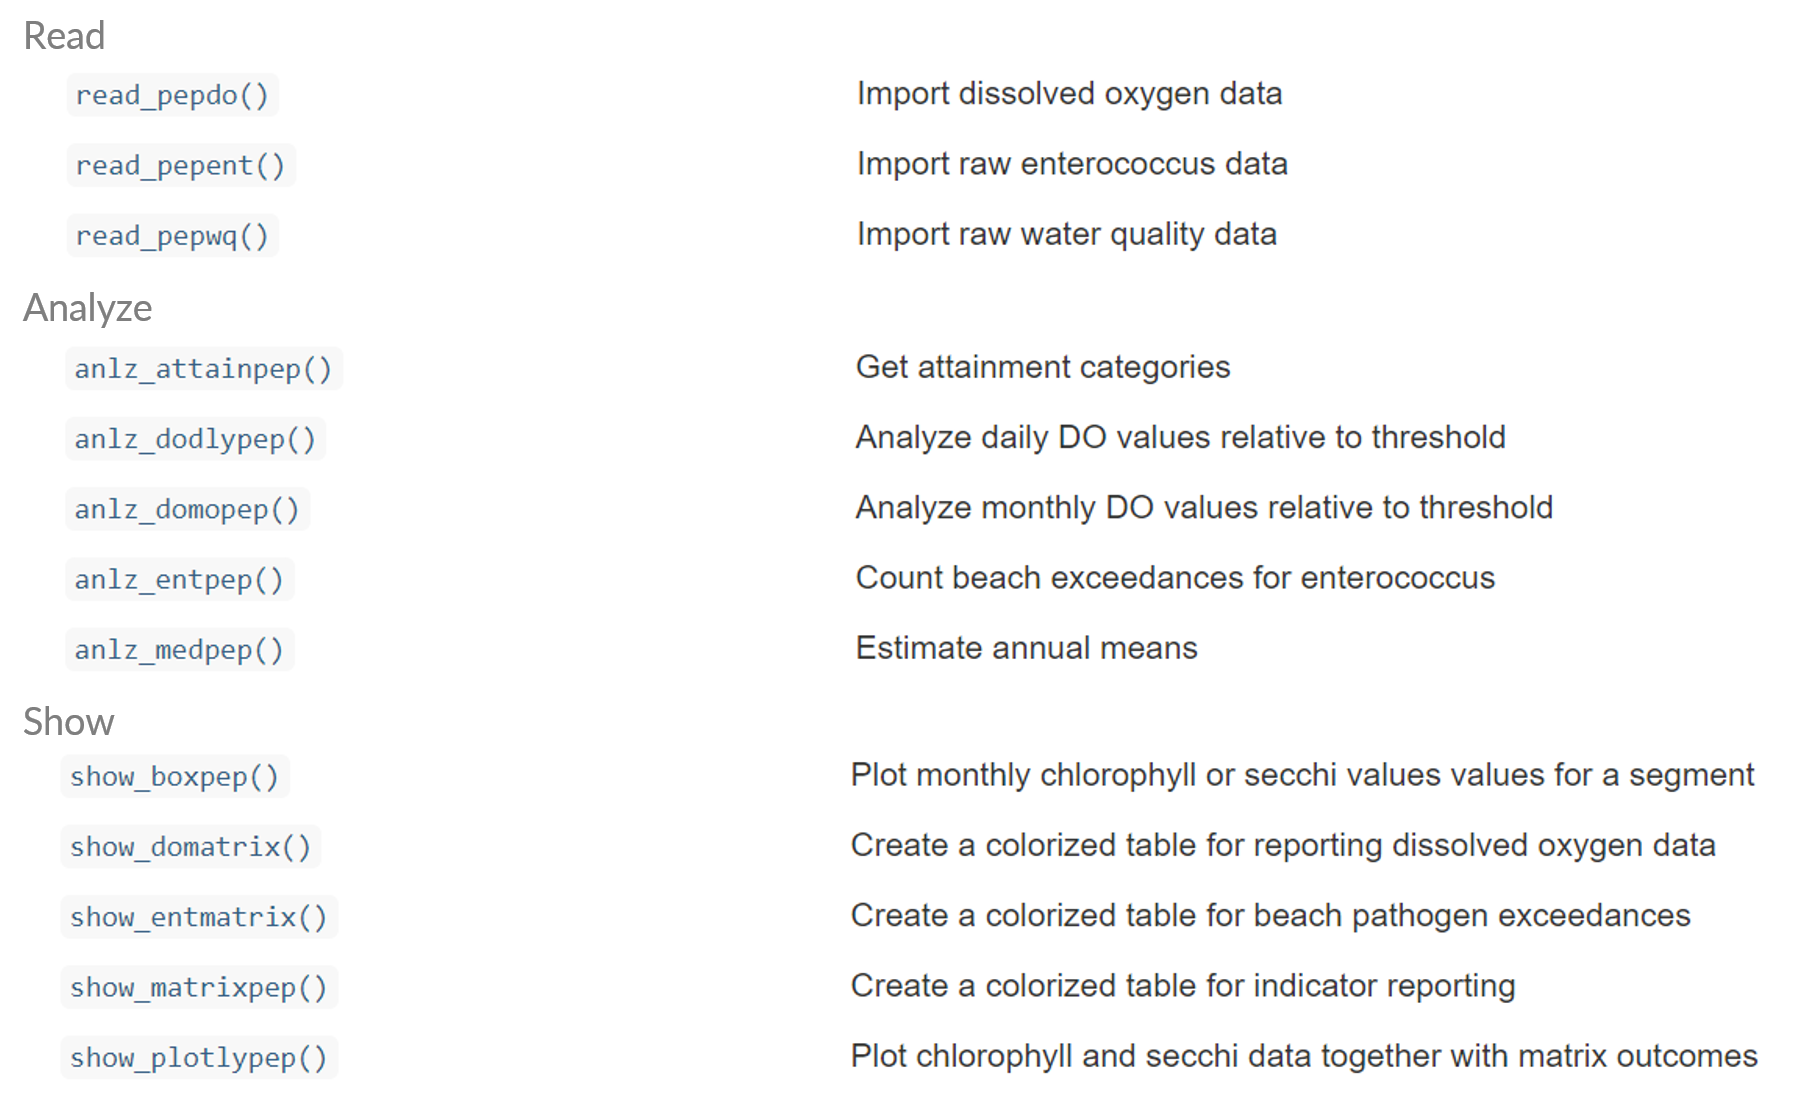 Read
read_pepdo() Import dissolved oxygen data
read_pepent() Import raw enterococcus data
read_pepwq() Import raw water quality data
Analyze
anlz_attainpep() Get attainment categories
anlz_dodlypep() Analyze daily DO values relative to threshold
anlz_domopep() Analyze monthly DO values relative to threshold
anlz_entpep() Count beach exceedances for enterococcus
anlz_medpep() Estimate annual means
Show
show_boxpep() Plot monthly chlorophyll or secchi values values for a segment
show_domatrix() Create a colorized table for reporting dissolved oxygen data
show_entmatrix() Create a colorized table for beach pathogen exceedances
show_matrixpep() Create a colorized table for indicator reporting
show_plotlypep() Plot chlorophyll and secchi data together with matrix outcomes